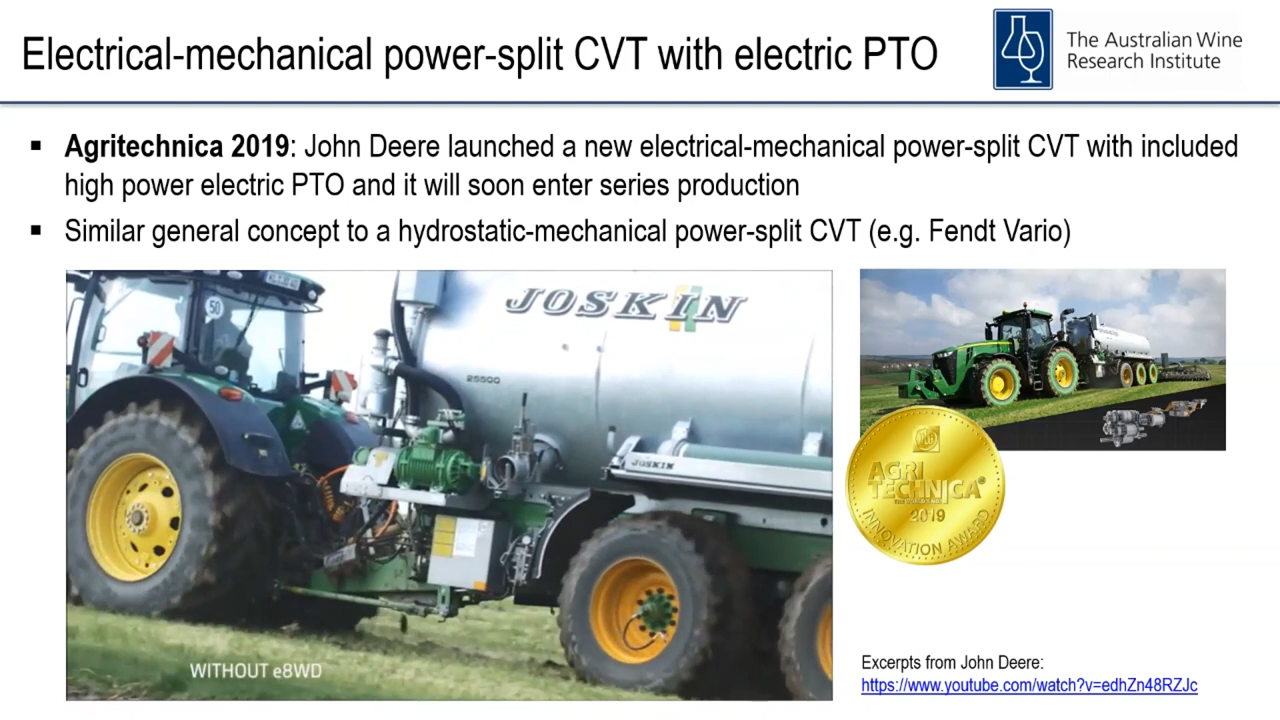 Electrical-mechanical power-split CVT with electric PTO
The Australian Wine
Research Institute
▪ Agritechnica 2019: John Deere launched a new electrical-mechanical power-split CVT with included
high power electric PTO and it will soon enter series production
▪ Similar general concept to a hydrostatic-mechanical power-split CVT (e.g. Fendt Vario)
50
JOSKIN
25500
JOSKIN
WITHOUT e8WD
AGRI
TECHNICA
2019
INNOVATION AWARD
Excerpts from John Deere:
https://www.youtube.com/watch?v=edhZn48RZJc